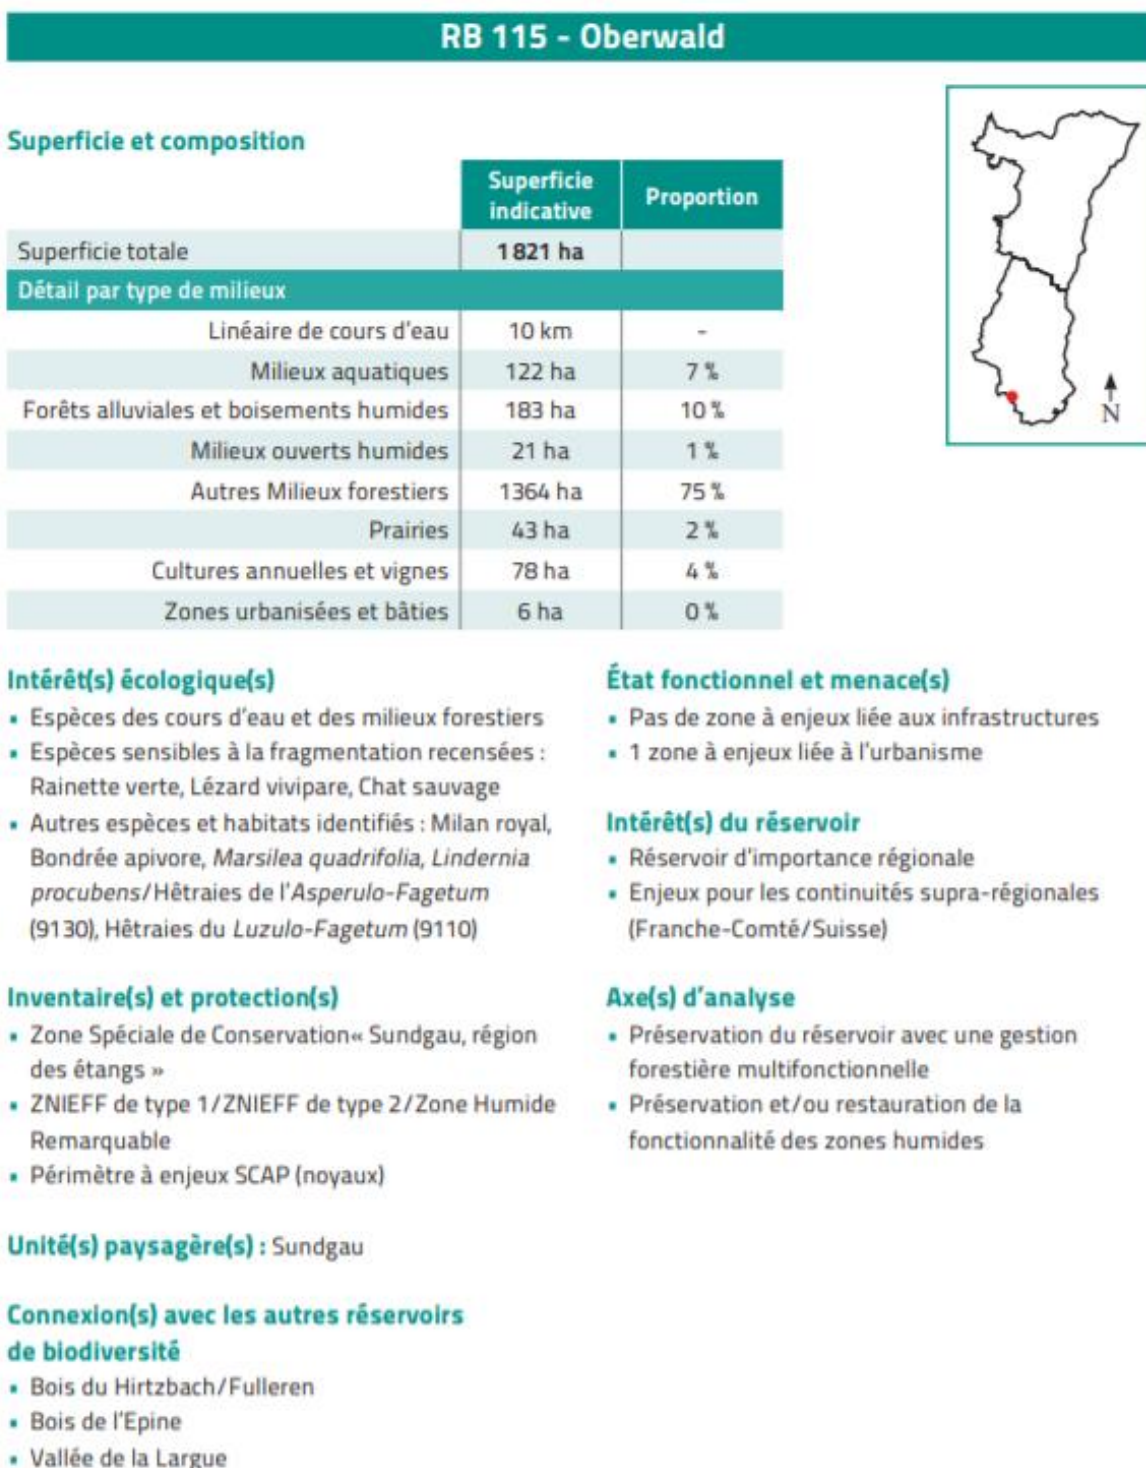 RB 115 - Oberwald
Superficie et composition
Superficie indicative Proportion
Superficie totale 1 821 ha
Détail par type de milieux
Linéaire de cours d'eau 10 km -
Milieux aquatiques 122 ha 7 %
Forêts alluviales et boisements humides 183 ha 10 %
Milieux ouverts humides 21 ha 1 %
Autres Milieux forestiers 1364 ha 75 %
Prairies 43 ha 2 %
Cultures annuelles et vignes 78 ha 4 %
Zones urbanisées et bâties 6 ha 0 %
N
Intérêt(s) écologique(s)
• Espèces des cours d'eau et des milieux forestiers
• Espèces sensibles à la fragmentation recensées :
Rainette verte, Lézard vivipare, Chat sauvage
• Autres espèces et habitats identifiés : Milan royal,
Bondrée apivore, Marsilea quadrifolia, Lindernia
procubens/Hêtraies de l'Asperulo-Fagetum
(9130), Hêtraies du Luzulo-Fagetum (9110)
Inventaire(s) et protection(s)
• Zone Spéciale de Conservation« Sundgau, région
des étangs »
• ZNIEFF de type 1/ZNIEFF de type 2/Zone Humide
Remarquable
• Périmètre à enjeux SCAP (noyaux)
Unité(s) paysagère(s) : Sundgau
Connexion(s) avec les autres réservoirs
de biodiversité
• Bois du Hirtzbach/Fulleren
• Bois de l'Epine
• Vallée de la Largue
État fonctionnel et menace(s)
• Pas de zone à enjeux liée aux infrastructures
• 1 zone à enjeux liée à l'urbanisme
Intérêt(s) du réservoir
• Réservoir d'importance régionale
• Enjeux pour les continuités supra-régionales
(Franche-Comté/Suisse)
Axe(s) d'analyse
• Préservation du réservoir avec une gestion
forestière multifonctionnelle
• Préservation et/ou restauration de la
fonctionnalité des zones humides